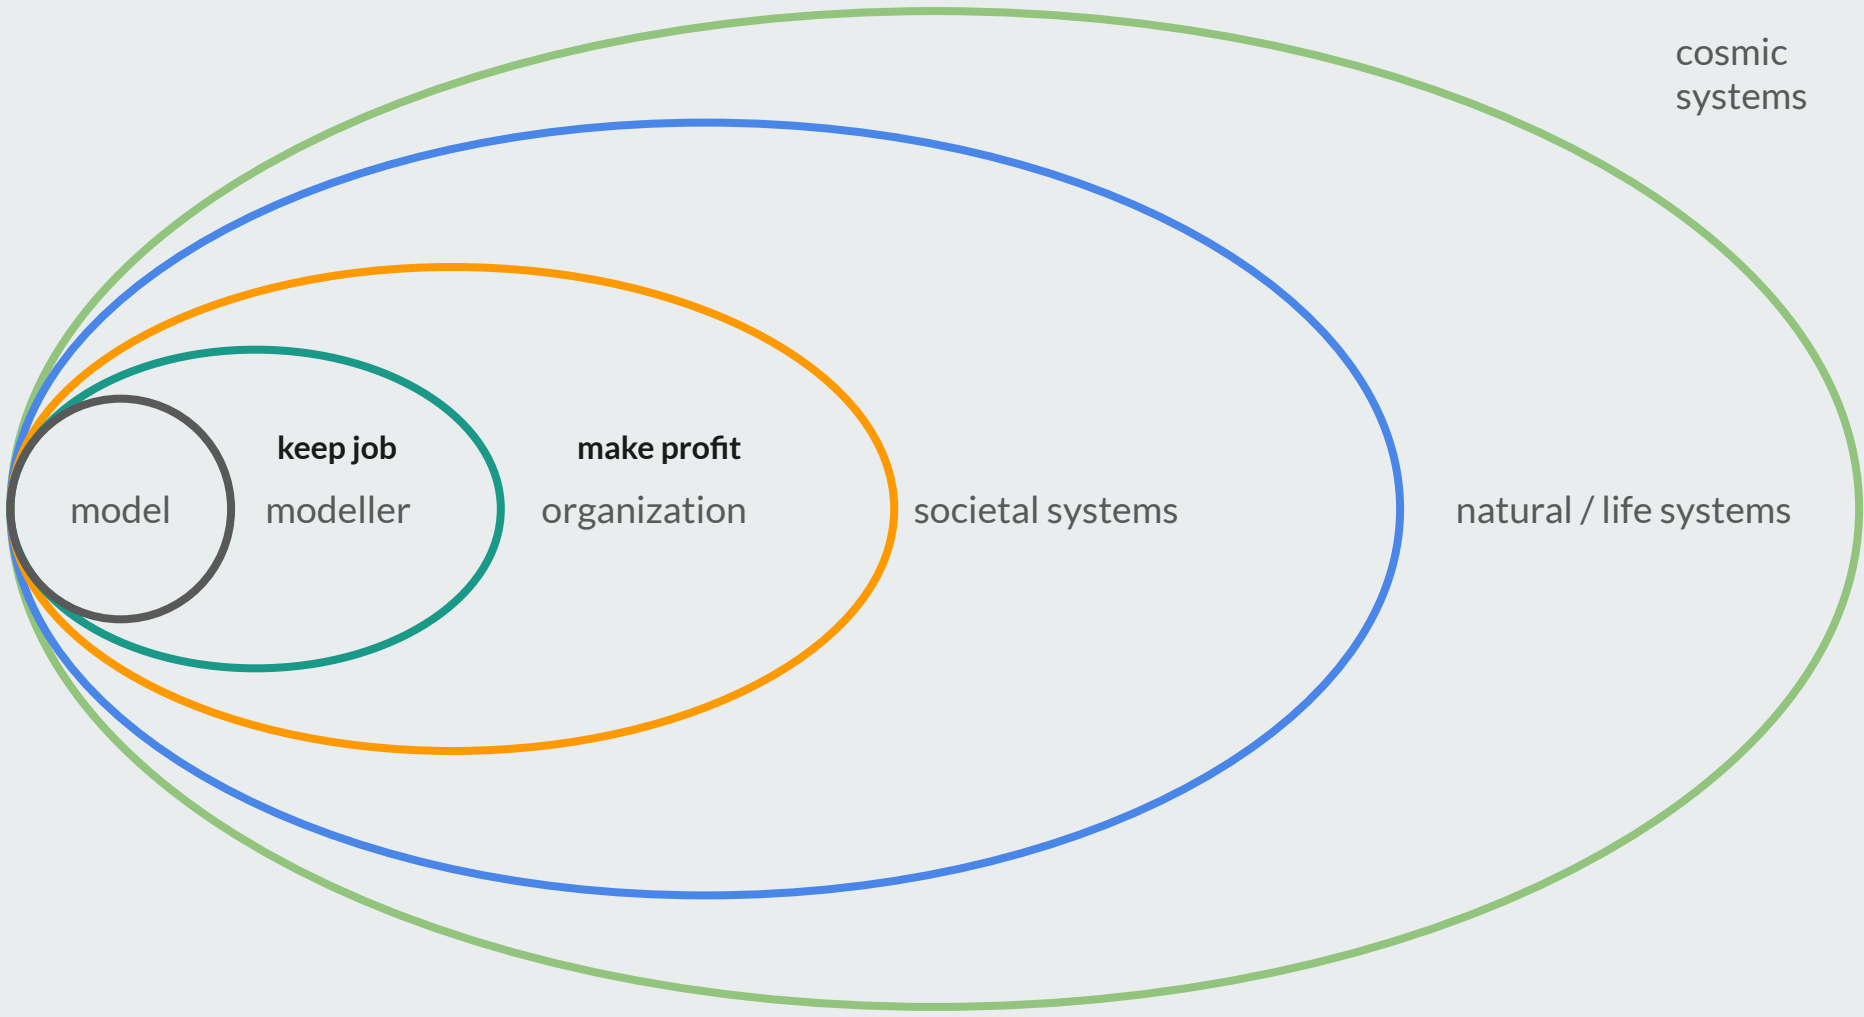 cosmic
systems
keep job
make profit
model
modeller
organization
societal systems
natural / life systems